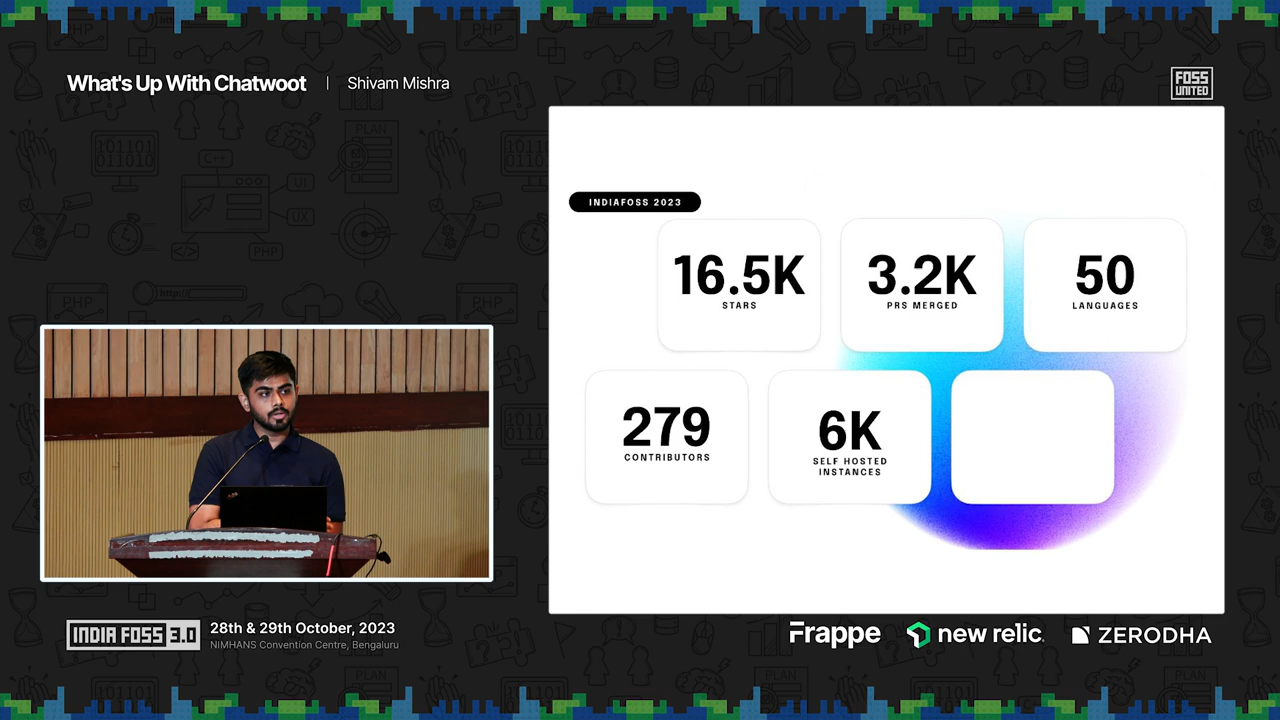 What's Up With Chatwoot | Shivam Mishra
FOSS
UNITED
INDIAFOSS 2023
16.5K
STARS
3.2K
PRS MERGED
50
LANGUAGES
279
CONTRIBUTORS
6K
SELF HOSTED
INSTANCES
INDIA FOSS 3.0
28th & 29th October, 2023
NIMHANS Convention Centre, Bengaluru
Frappe
new relic
ZERODHA